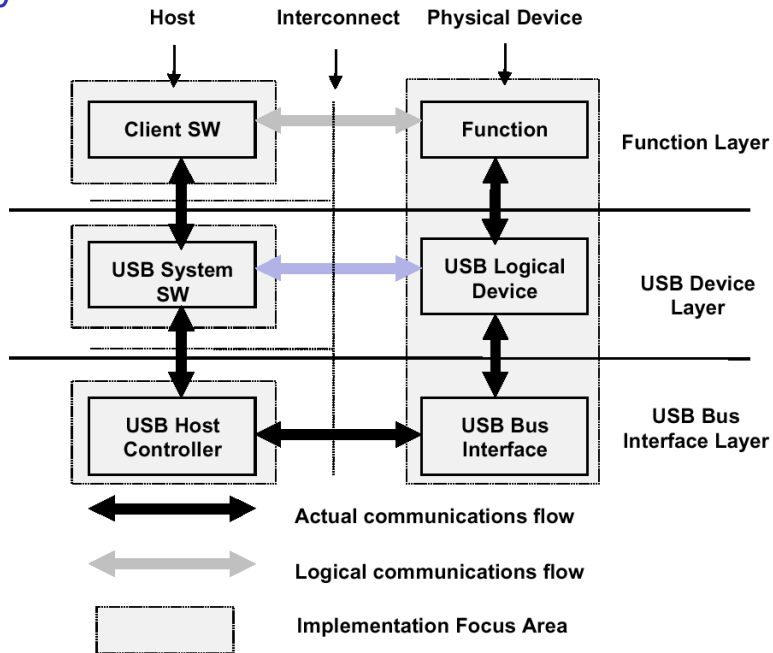 Host Interconnect Physical Device
Client SW
Function
Function Layer
USB System
SW
USB Logical
Device
USB Device
Layer
USB Host
Controller
USB Bus
Interface
USB Bus
Interface Layer
Actual communications flow
Logical communications flow
Implementation Focus Area